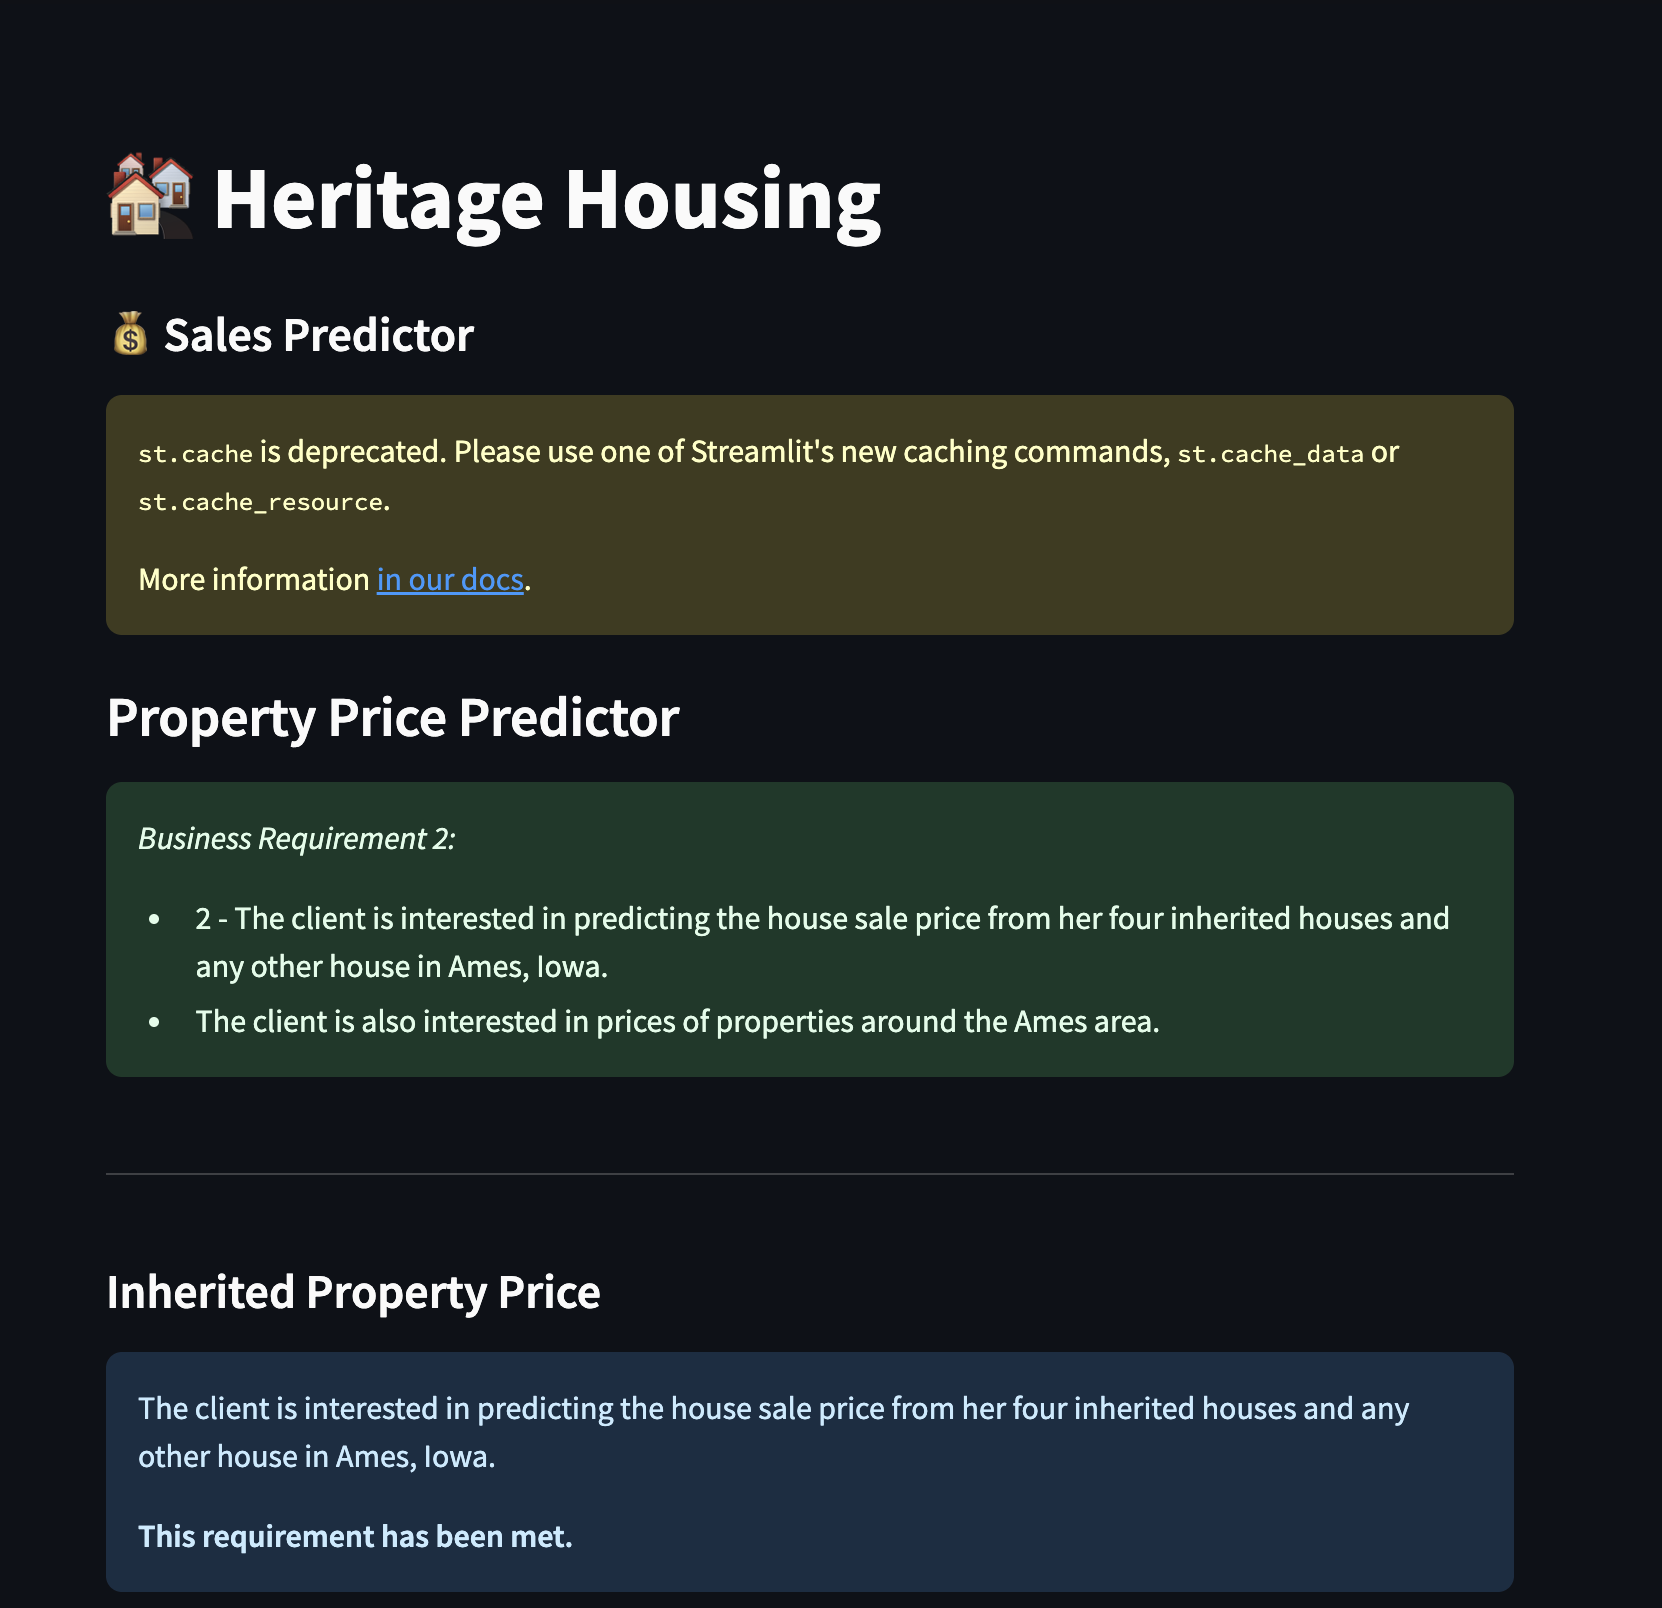 Heritage Housing
Sales Predictor
st.cache is deprecated. Please use one of Streamlit's new caching commands, st.cache_data or
st.cache_resource.
More information in our docs.
Property Price Predictor
Business Requirement 2:
• 2 - The client is interested in predicting the house sale price from her four inherited houses and
any other house in Ames, Iowa.
• The client is also interested in prices of properties around the Ames area.
Inherited Property Price
The client is interested in predicting the house sale price from her four inherited houses and any
other house in Ames, Iowa.
This requirement has been met.